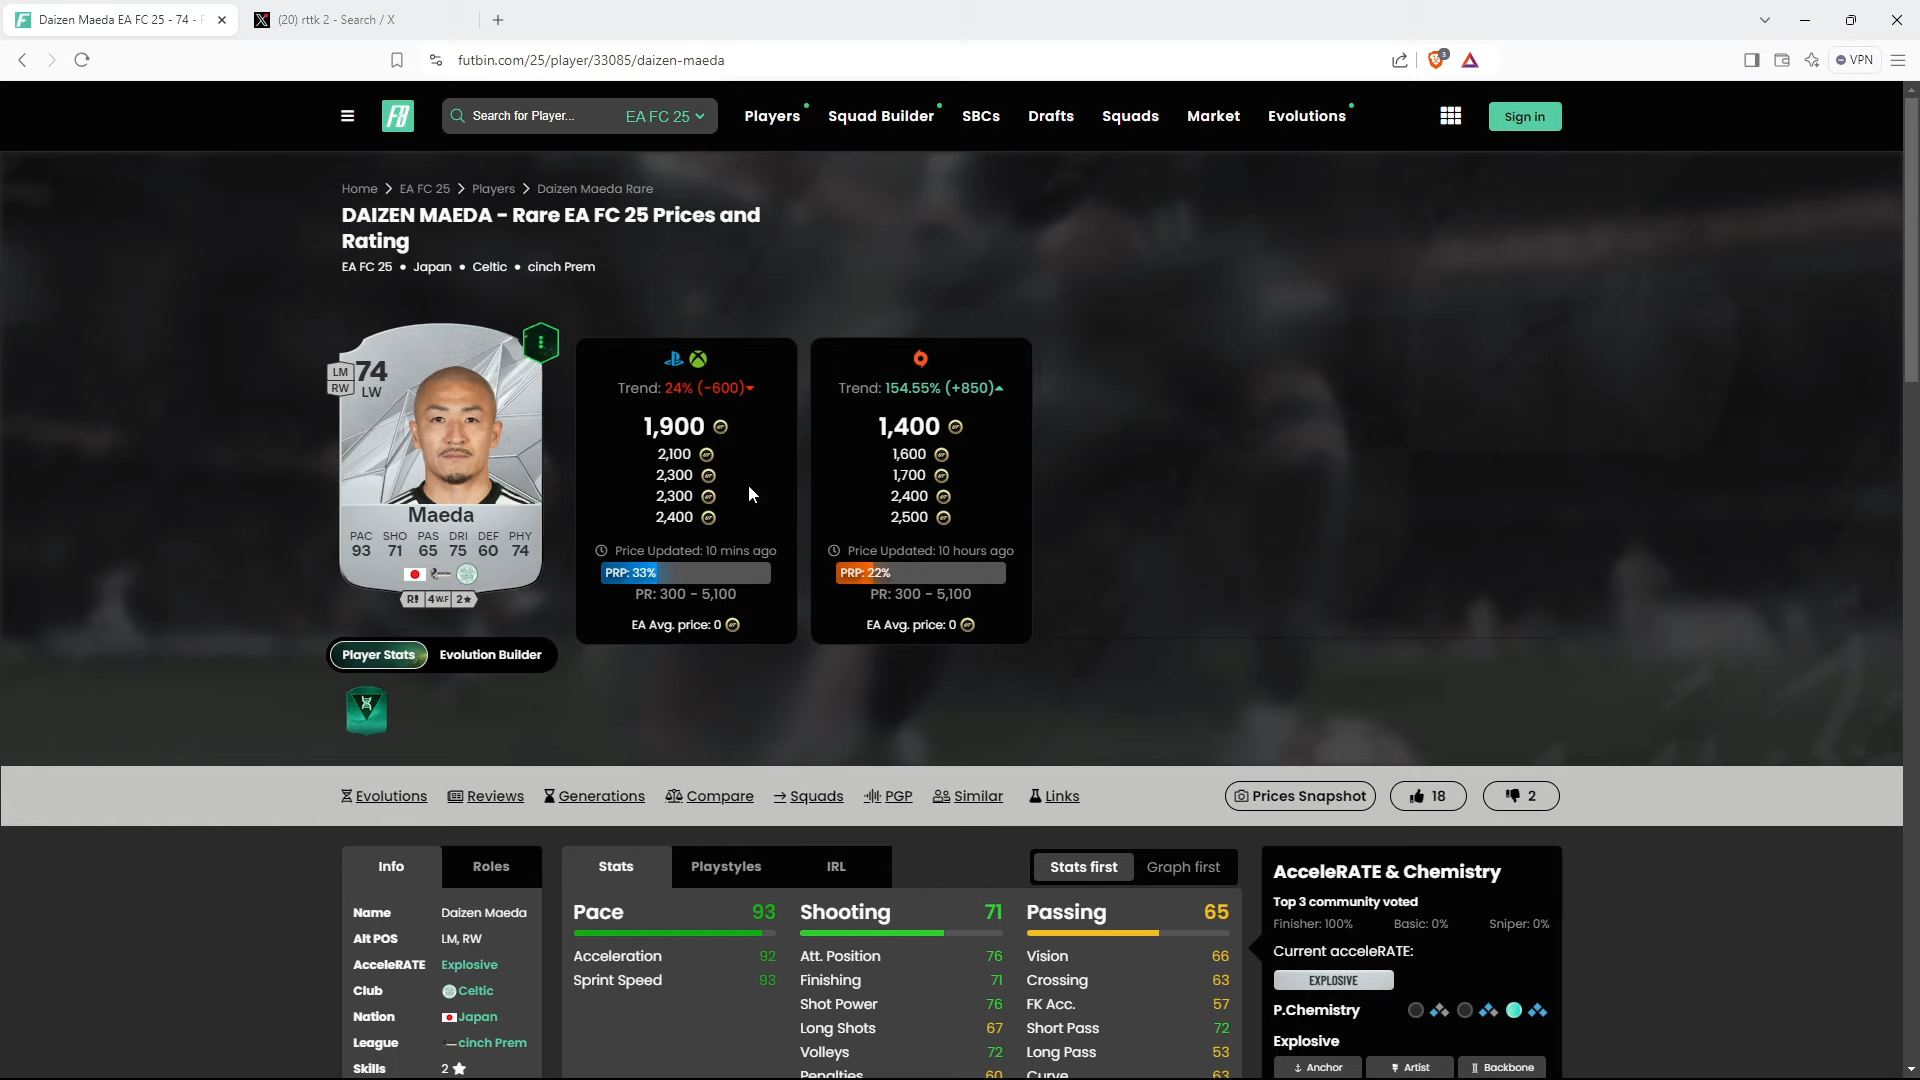 Daizen Maeda EA FC 25 - 74 -
(20) rttk 2 - Search / X
futbin.com/25/player/33085/daizen-maeda
3
VPN
Search for Player...
EA FC 25
Players
Squad Builder
SBCs
Drafts
Squads
Market
Evolutions
Sign in
Home > EA FC 25 > Players > Daizen Maeda Rare
DAIZEN MAEDA - Rare EA FC 25 Prices and
Rating
EA FC 25 • Japan • Celtic • cinch Prem
LM
RW
74
LW
Maeda
PAC SHO PAS DRI DEF PHY
93 71 65 75 60 74
4 W.F
2★
Trend: 24% (-600)
1,900
2,100
2,300
2,300
2,400
Price Updated: 10 mins ago
PRP: 33%
PR: 300 - 5,100
EA Avg. price: 0
Trend: 154.55% (+850)
1,400
1,600
1,700
2,400
2,500
Price Updated: 10 hours ago
PRP: 22%
PR: 300 - 5,100
EA Avg. price: 0
Player Stats
Evolution Builder
Evolutions
Reviews
Generations
Compare
Squads
PGP
Similar
Links
Prices Snapshot
18
2
Info
Roles
Name Daizen Maeda
Alt POS LM, RW
AcceleRATE Explosive
Club Celtic
Nation Japan
League cinch Prem
Skills 2
Stats
Playstyles
IRL
Stats first
Graph first
Pace 93
Acceleration 92
Sprint Speed 93
Shooting 71
Att. Position 76
Finishing 71
Shot Power 76
Long Shots 67
Volleys 72
Penalties 60
Passing 65
Vision 66
Crossing 63
FK Acc. 57
Short Pass 72
Long Pass 53
Curve 63
AcceleRATE & Chemistry
Top 3 community voted
Finisher: 100% Basic: 0% Sniper: 0%
Current acceleRATE:
EXPLOSIVE
P.Chemistry
Explosive
Anchor
Artist
Backbone